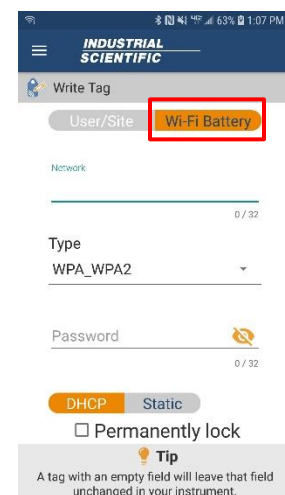 63% 1:07 PM
INDUSTRIAL
SCIENTIFIC
Write Tag
User/Site Wi-Fi Battery
Network
0 / 32
Type
WPA_WPA2
Password
0 / 32
DHCP Static
Permanently lock
Tip
A tag with an empty field will leave that field
unchanged in your instrument.